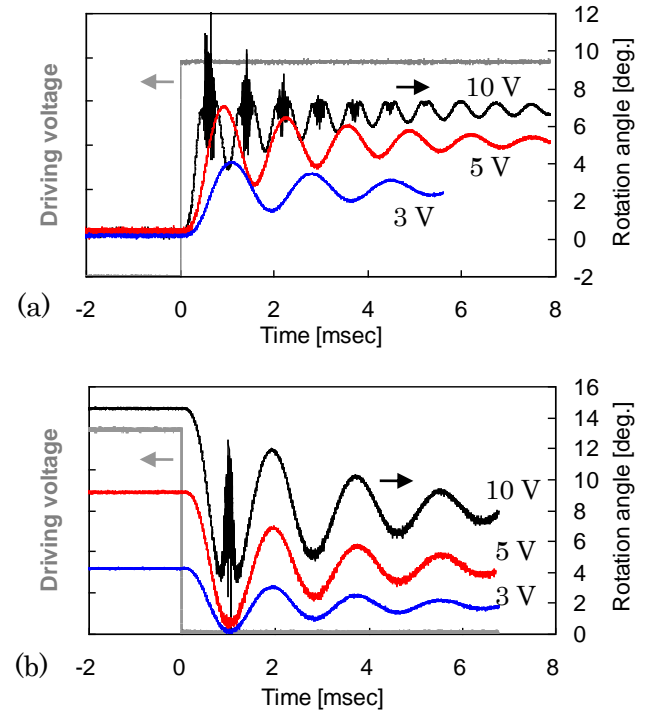 12
10
8
6
4
2
0
-2
Driving voltage
Rotation angle [deg.]
10 V
5 V
3 V
(a)
-2 0 2 4 6 8
Time [msec]
16
14
12
10
8
6
4
2
0
Driving voltage
Rotation angle [deg.]
10 V
5 V
3 V
(b)
-2 0 2 4 6 8
Time [msec]